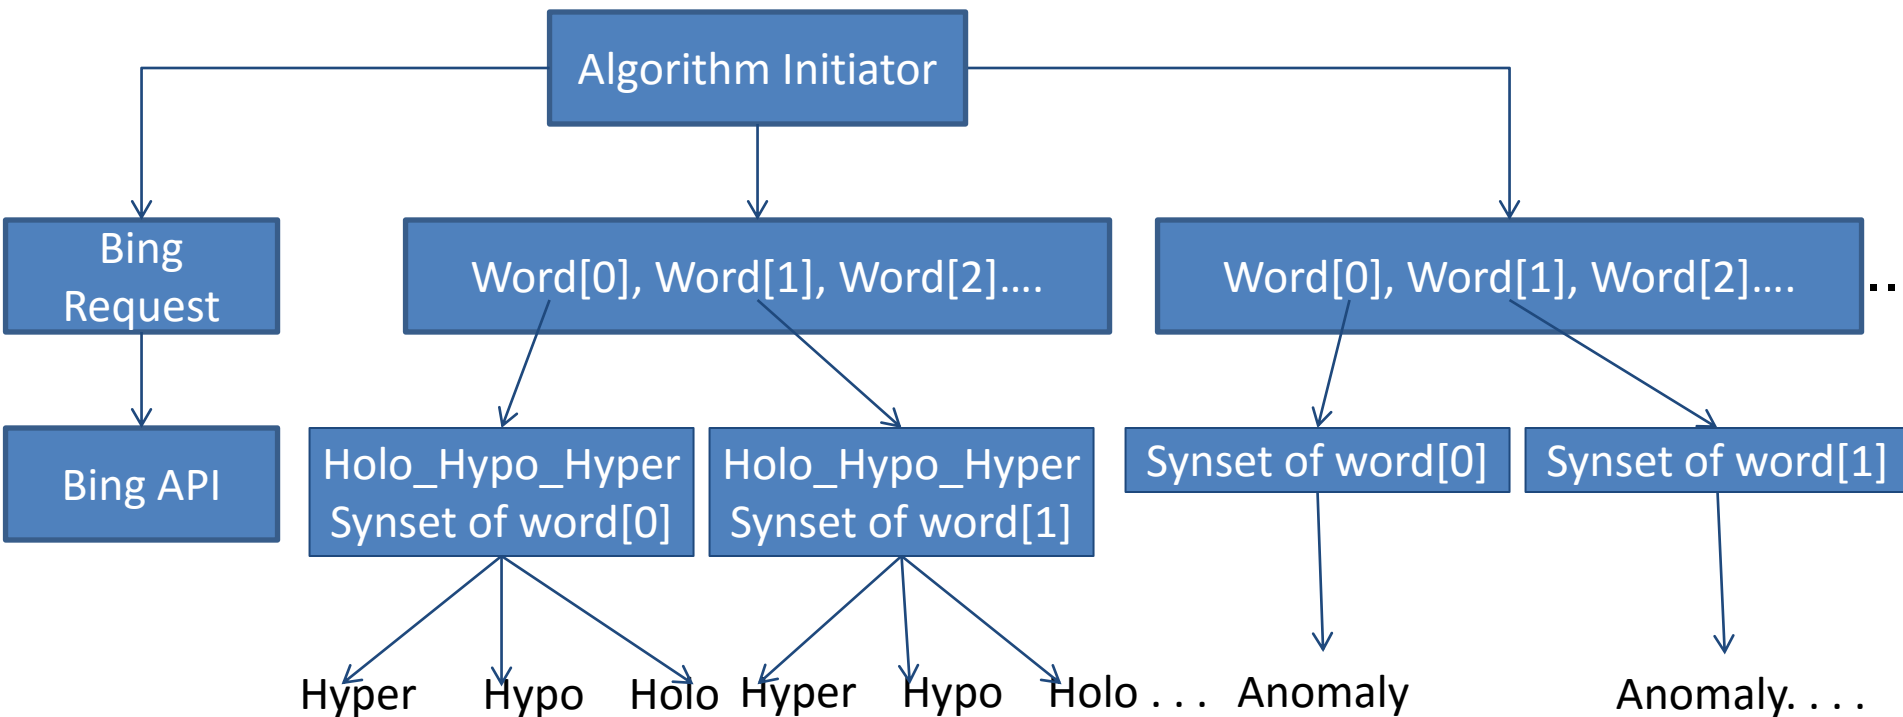 Algorithm Initiator
Bing
Request
Word[0], Word[1], Word[2]....
Word[0], Word[1], Word[2]....
..
Bing API
Holo_Hypo_Hyper
Synset of word[0]
Holo_Hypo_Hyper
Synset of word[1]
Synset of word[0]
Synset of word[1]
Hyper Hypo Holo Hyper Hypo Holo . . . Anomaly Anomaly. . . .